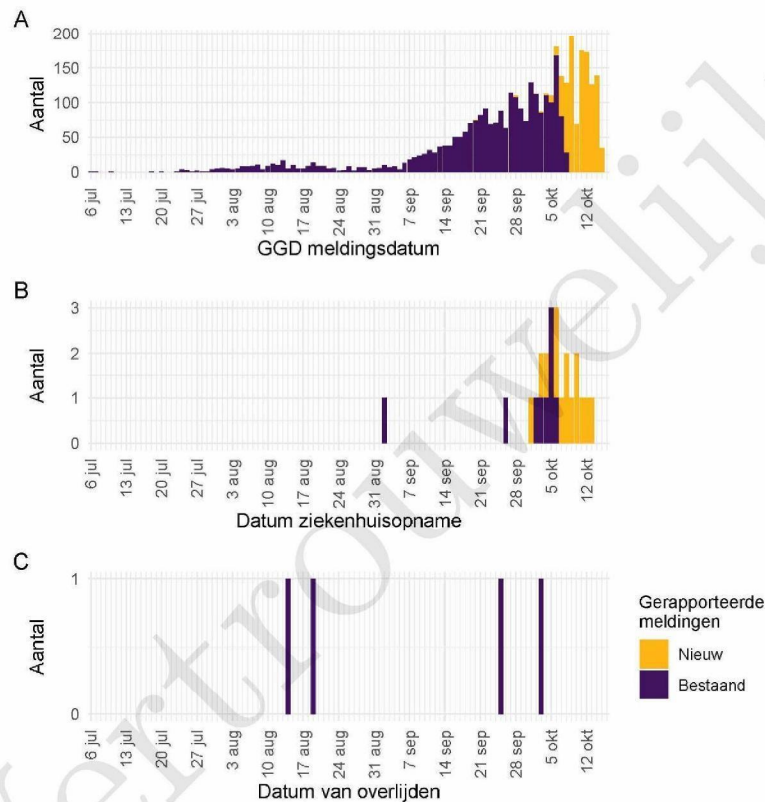 A
200
150
100
50
0
Aantal
6 jul
13 jul
20 jul
27 jul
3 aug
10 aug
17 aug
24 aug
31 aug
7 sep
14 sep
21 sep
28 sep
5 okt
12 okt
GGD meldingsdatum
B
3
2
1
0
Aantal
6 jul
13 jul
20 jul
27 jul
3 aug
10 aug
17 aug
24 aug
31 aug
7 sep
14 sep
21 sep
28 sep
5 okt
12 okt
Datum ziekenhuisopname
C
1
0
Aantal
6 jul
13 jul
20 jul
27 jul
3 aug
10 aug
17 aug
24 aug
31 aug
7 sep
14 sep
21 sep
28 sep
5 okt
12 okt
Datum van overlijden
Gerapporteerde
meldingen
Nieuw
Bestaand
fertrouwelijk